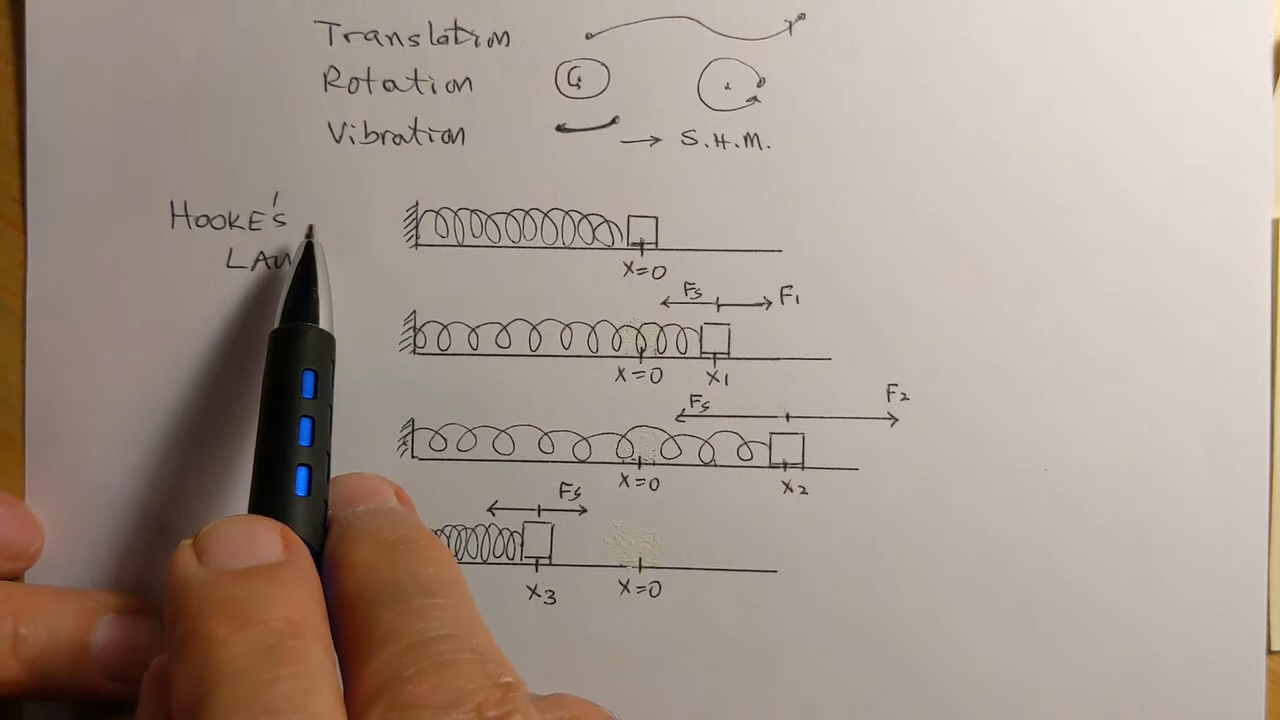 Translation
Rotation
Vibration → S.H.M.
HOOKE'S
x=0
Fs F1
x=0 x1
Fs F2
x=0 x2
Fs
x3 x=0